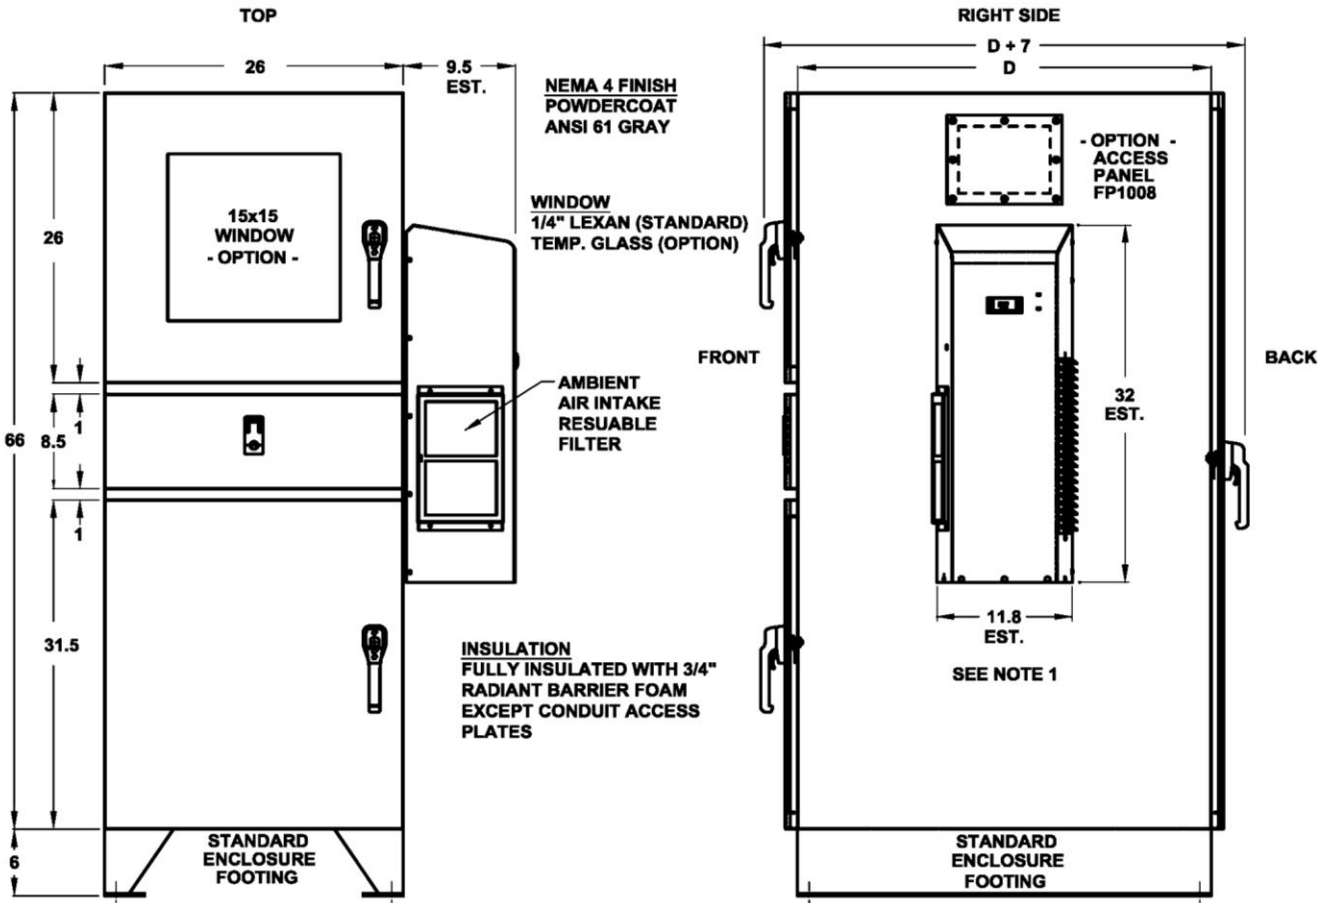 TOP
RIGHT SIDE
D + 7
26
9.5
EST.
D
NEMA 4 FINISH
POWDERCOAT
ANSI 61 GRAY
- OPTION -
ACCESS
PANEL
FP1008
WINDOW
1/4" LEXAN (STANDARD)
TEMP. GLASS (OPTION)
15x15
WINDOW
- OPTION -
26
FRONT
BACK
AMBIENT
AIR INTAKE
RESUABLE
FILTER
32
EST.
66
8.5
1
1
31.5
11.8
EST.
SEE NOTE 1
INSULATION
FULLY INSULATED WITH 3/4"
RADIANT BARRIER FOAM
EXCEPT CONDUIT ACCESS
PLATES
6
STANDARD
ENCLOSURE
FOOTING
STANDARD
ENCLOSURE
FOOTING